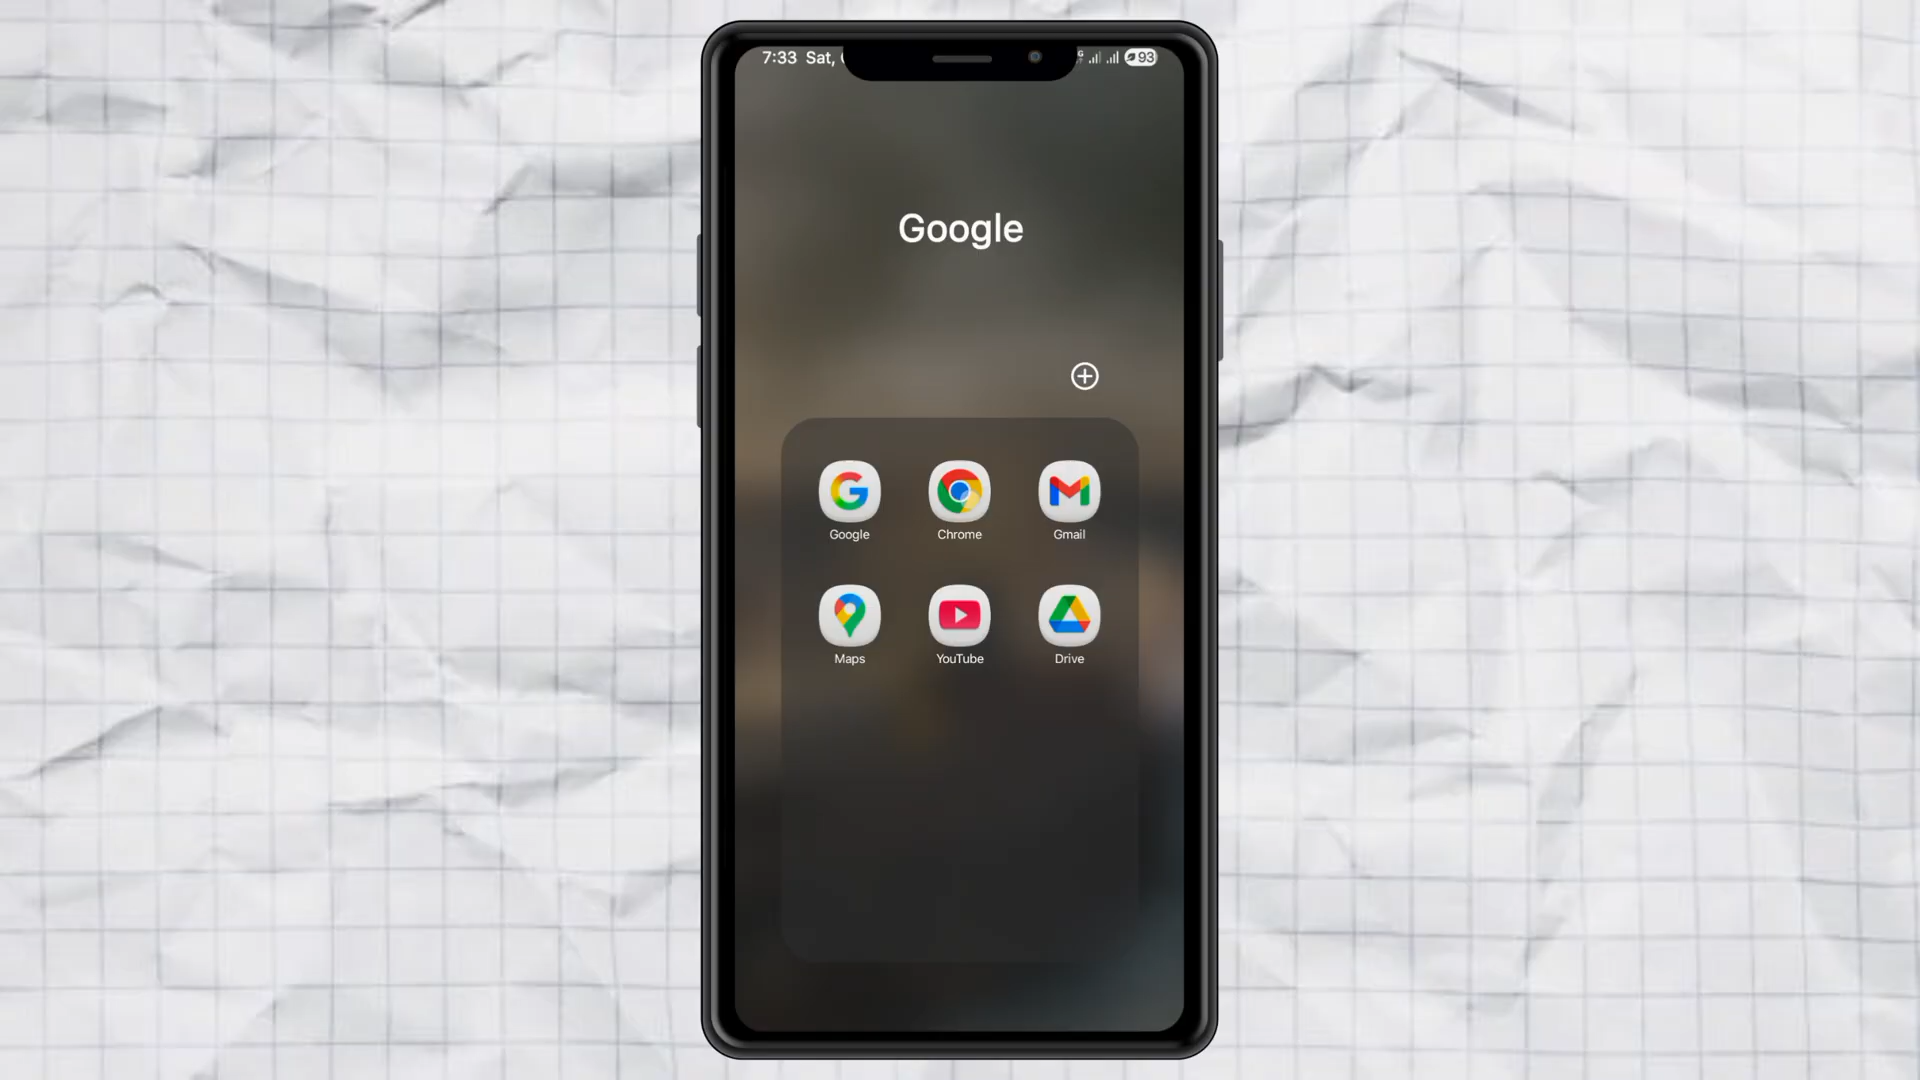 7:33 Sat,
93
Google
Google Chrome Gmail
Maps YouTube Drive